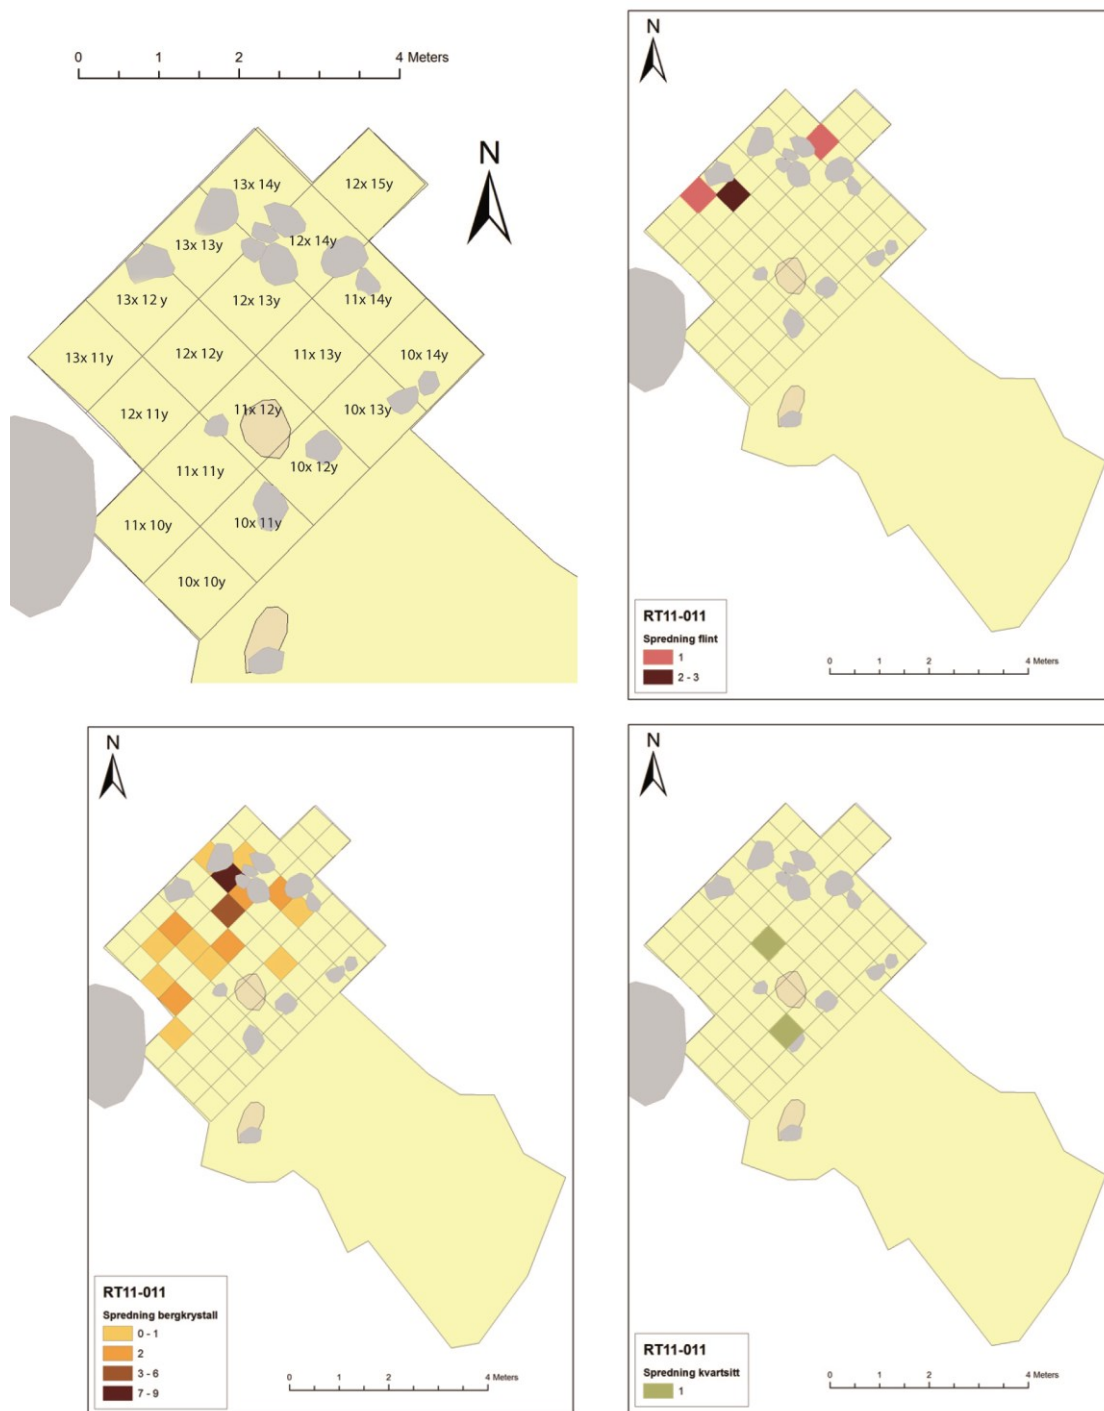 0 1 2 4 Meters
N
13x 14y
12x 15y
13x 13y
12x 14y
13x 12 y
12x 13y
11x 14y
13x 11y
12x 12y
11x 13y
10x 14y
12x 11y
11x 12y
10x 13y
11x 11y
10x 12y
11x 10y
10x 11y
10x 10y
N
RT11-011
Spredning flint
1
2 - 3
0 1 2 4 Meters
N
RT11-011
Spredning bergkrystall
0 - 1
2
3 - 6
7 - 9
0 1 2 4 Meters
N
RT11-011
Spredning kvartsitt
1
0 1 2 4 Meters